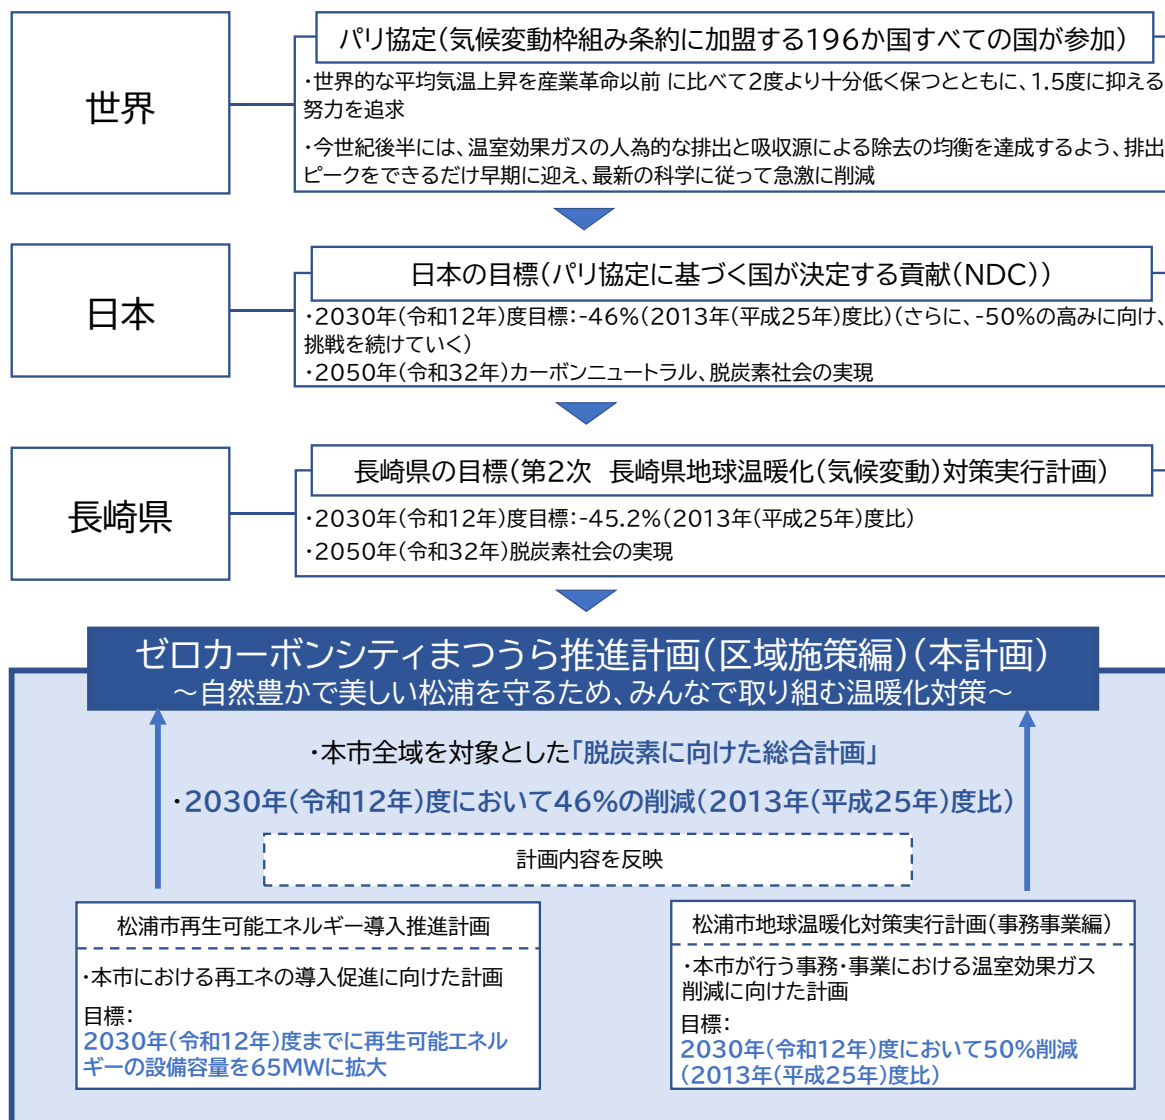 世界
パリ協定(気候変動枠組み条約に加盟する196か国すべての国が参加)
・世界的な平均気温上昇を産業革命以前 に比べて2度より十分低く保つとともに、1.5度に抑える
努力を追求
・今世紀後半には、温室効果ガスの人為的な排出と吸収源による除去の均衡を達成するよう、排出
ピークをできるだけ早期に迎え、最新の科学に従って急激に削減
日本
日本の目標(パリ協定に基づく国が決定する貢献(NDC))
・2030年(令和12年)度目標:-46%(2013年(平成25年)度比)(さらに、-50%の高みに向け、
挑戦を続けていく)
・2050年(令和32年)カーボンニュートラル、脱炭素社会の実現
長崎県
長崎県の目標(第2次 長崎県地球温暖化(気候変動)対策実行計画)
・2030年(令和12年)度目標:-45.2%(2013年(平成25年)度比)
・2050年(令和32年)脱炭素社会の実現
ゼロカーボンシティまつうら推進計画(区域施策編)(本計画)
~自然豊かで美しい松浦を守るため、みんなで取り組む温暖化対策~
・本市全域を対象とした「脱炭素に向けた総合計画」
・2030年(令和12年)度において46%の削減(2013年(平成25年)度比)
計画内容を反映
松浦市再生可能エネルギー導入推進計画
・本市における再エネの導入促進に向けた計画
目標:
2030年(令和12年)度までに再生可能エネル
ギーの設備容量を65MWに拡大
松浦市地球温暖化対策実行計画(事務事業編)
・本市が行う事務・事業における温室効果ガス
削減に向けた計画
目標:
2030年(令和12年)度において50%削減
(2013年(平成25年)度比)